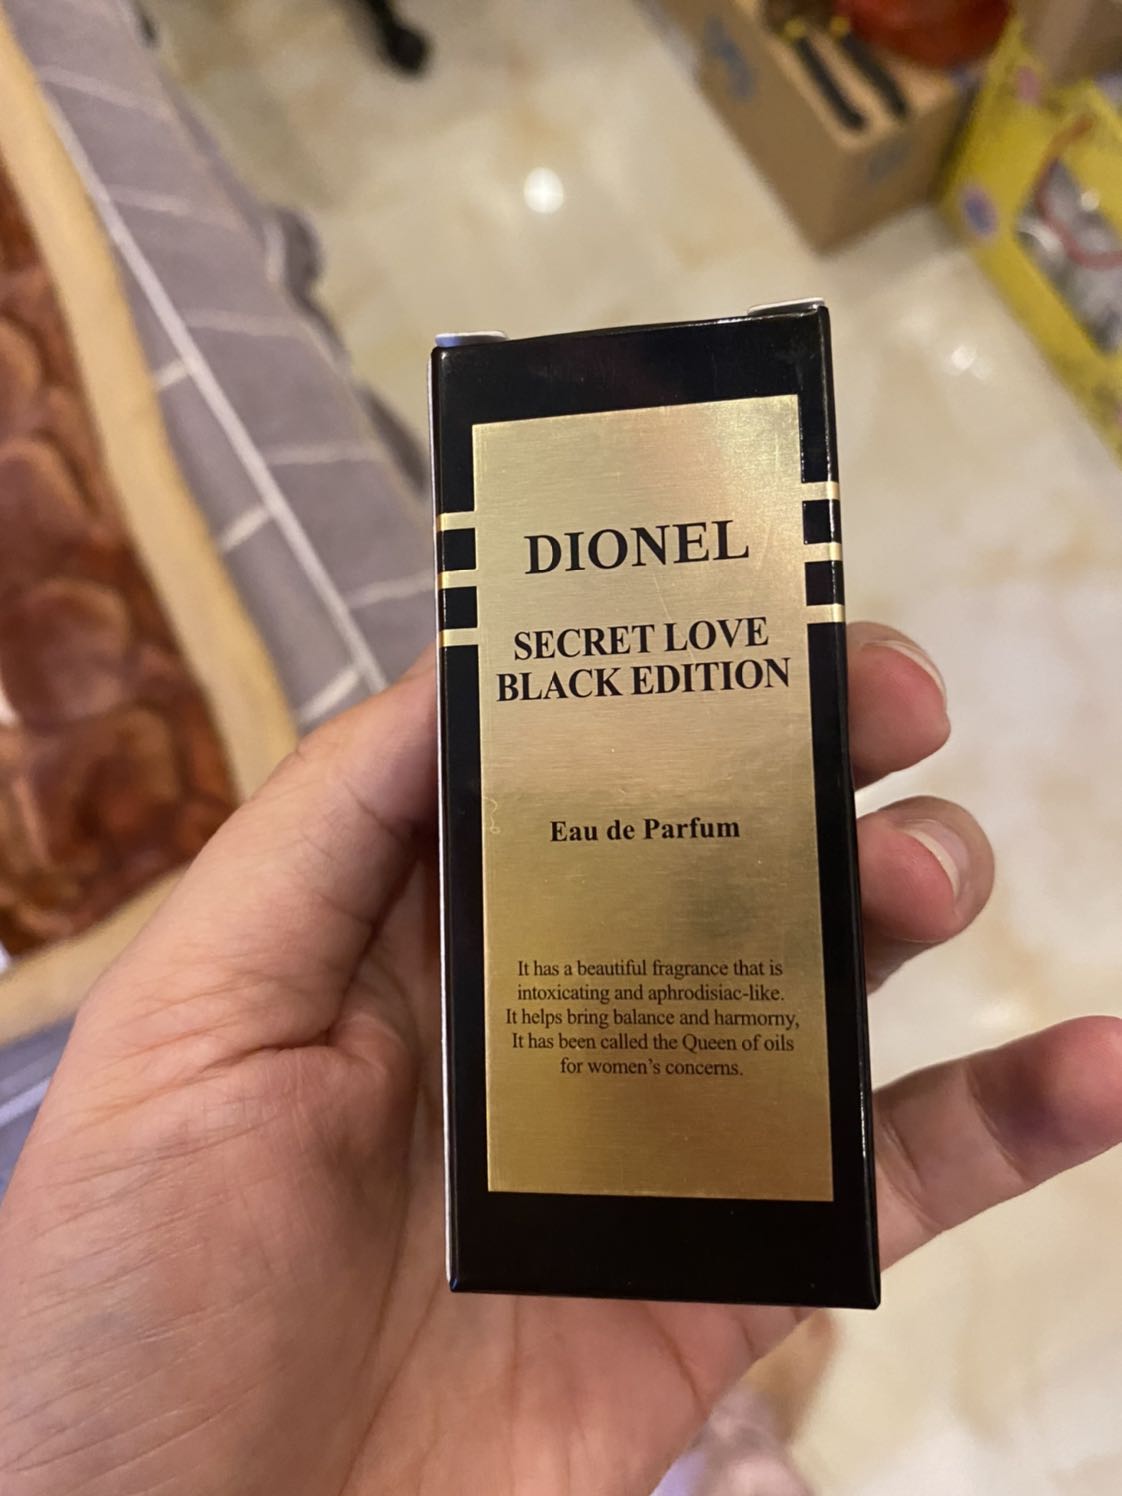 DIONEL
SECRET LOVE
BLACK EDITION
Eau de Parfum
It has a beautiful fragrance that is
intoxicating and aphrodisiac-like.
It helps bring balance and harmorny,
It has been called the Queen of oils
for women's concerns.